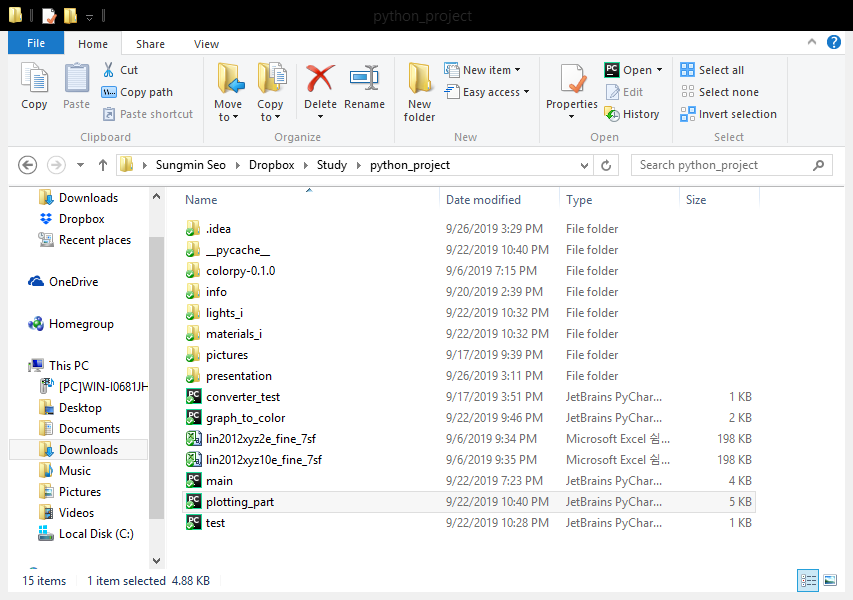 python_project
File Home Share View
Copy
Paste
Cut
Copy path
Paste shortcut
Clipboard
Move to
Copy to
Delete
Rename
Organize
New folder
New item
Easy access
New
Properties
Open
Edit
History
Open
Select all
Select none
Invert selection
Select
Sungmin Seo Dropbox Study python_project
Search python_project
Downloads
Dropbox
Recent places
OneDrive
Homegroup
This PC
[PC]WIN-I0681JH
Desktop
Documents
Downloads
Music
Pictures
Videos
Local Disk (C:)
Name Date modified Type Size
.idea 9/26/2019 3:29 PM File folder
__pycache__ 9/22/2019 10:40 PM File folder
colorpy-0.1.0 9/6/2019 7:15 PM File folder
info 9/20/2019 2:39 PM File folder
lights_i 9/22/2019 10:32 PM File folder
materials_i 9/22/2019 10:32 PM File folder
pictures 9/17/2019 9:39 PM File folder
presentation 9/26/2019 3:11 PM File folder
converter_test 9/17/2019 3:51 PM JetBrains PyChar... 1 KB
graph_to_color 9/22/2019 9:46 PM JetBrains PyChar... 2 KB
lin2012xyz2e_fine_7sf 9/6/2019 9:34 PM Microsoft Excel 쉼... 198 KB
lin2012xyz10e_fine_7sf 9/6/2019 9:35 PM Microsoft Excel 쉼... 198 KB
main 9/22/2019 7:23 PM JetBrains PyChar... 4 KB
plotting_part 9/22/2019 10:40 PM JetBrains PyChar... 5 KB
test 9/22/2019 10:28 PM JetBrains PyChar... 1 KB
15 items 1 item selected 4.88 KB